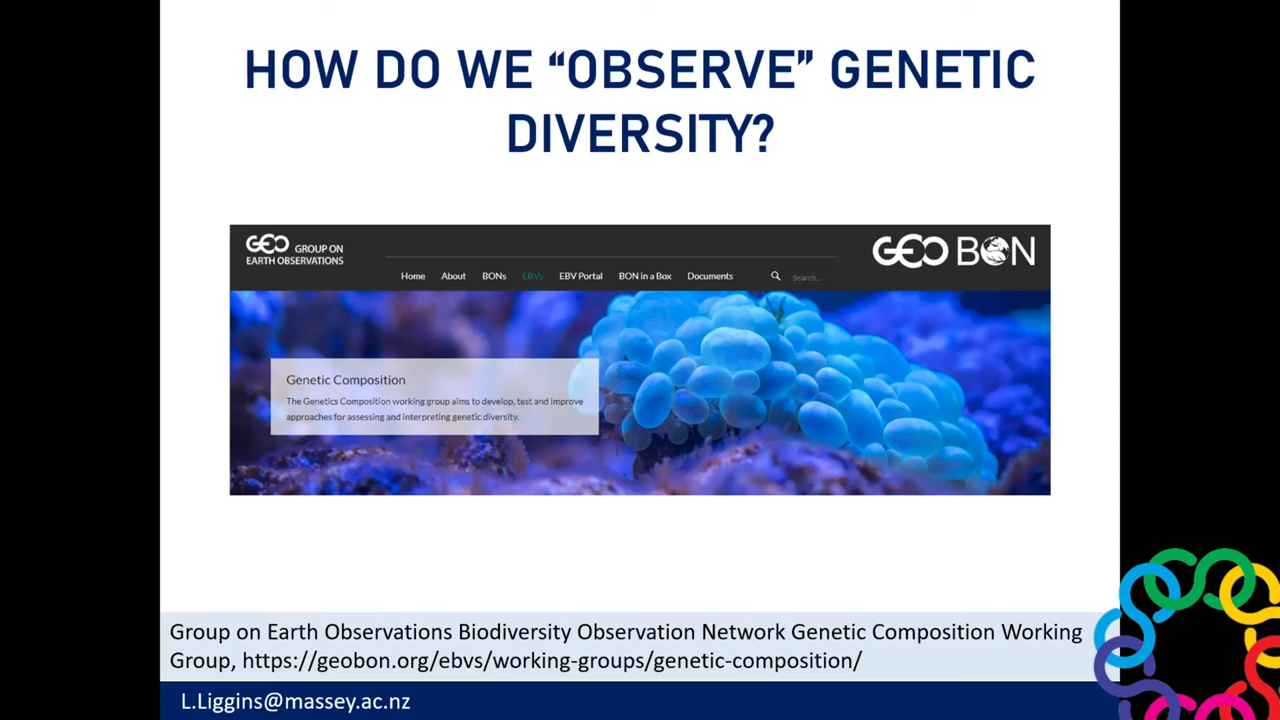 HOW DO WE “OBSERVE” GENETIC
DIVERSITY?
GEO GROUP ON
EARTH OBSERVATIONS
GEO BON
Home About BONs EBVs EBV Portal BON in a Box Documents Search...
Genetic Composition
The Genetics Composition working group aims to develop, test and improve
approaches for assessing and interpreting genetic diversity.
Group on Earth Observations Biodiversity Observation Network Genetic Composition Working
Group, https://geobon.org/ebvs/working-groups/genetic-composition/
L.Liggins@massey.ac.nz